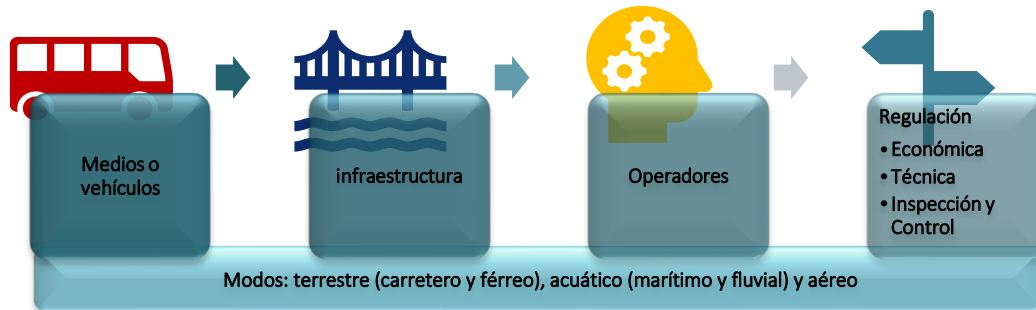 Medios o
vehículos
infraestructura
Operadores
Regulación
•Económica
•Técnica
•Inspección y
Control
Modos: terrestre (carretero y férreo), acuático (marítimo y fluvial) y aéreo